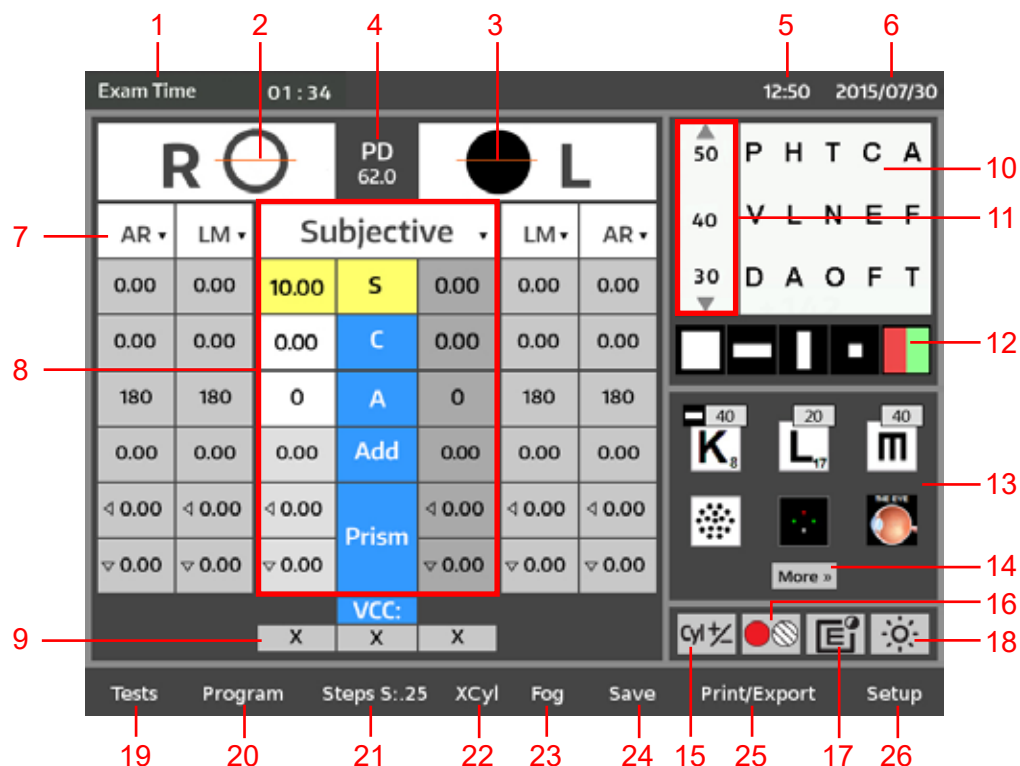 1 2 4 3 5 6
Exam Time 01:34 12:50 2015/07/30
R PD L
62.0
50 P H T C A 10
7 AR LM Subjective LM AR
40 V L N E F 11
0.00 0.00 10.00 S 0.00 0.00 0.00
30 D A O F T
0.00 0.00 0.00 C 0.00 0.00 0.00
12
8
180 180 0 A 0 180 180
40 20 40
K8 L17 m
0.00 0.00 0.00 Add 0.00 0.00 0.00
13
0.00 0.00 0.00 Prism 0.00 0.00 0.00
THE EYE
0.00 0.00 0.00 0.00 0.00 0.00
More » 14
VCC:
16
9 X X X
Cyl +/- E 18
Tests Program Steps S:.25 XCyl Fog Save Print/Export Setup
19 20 21 22 23 24 15 25 17 26